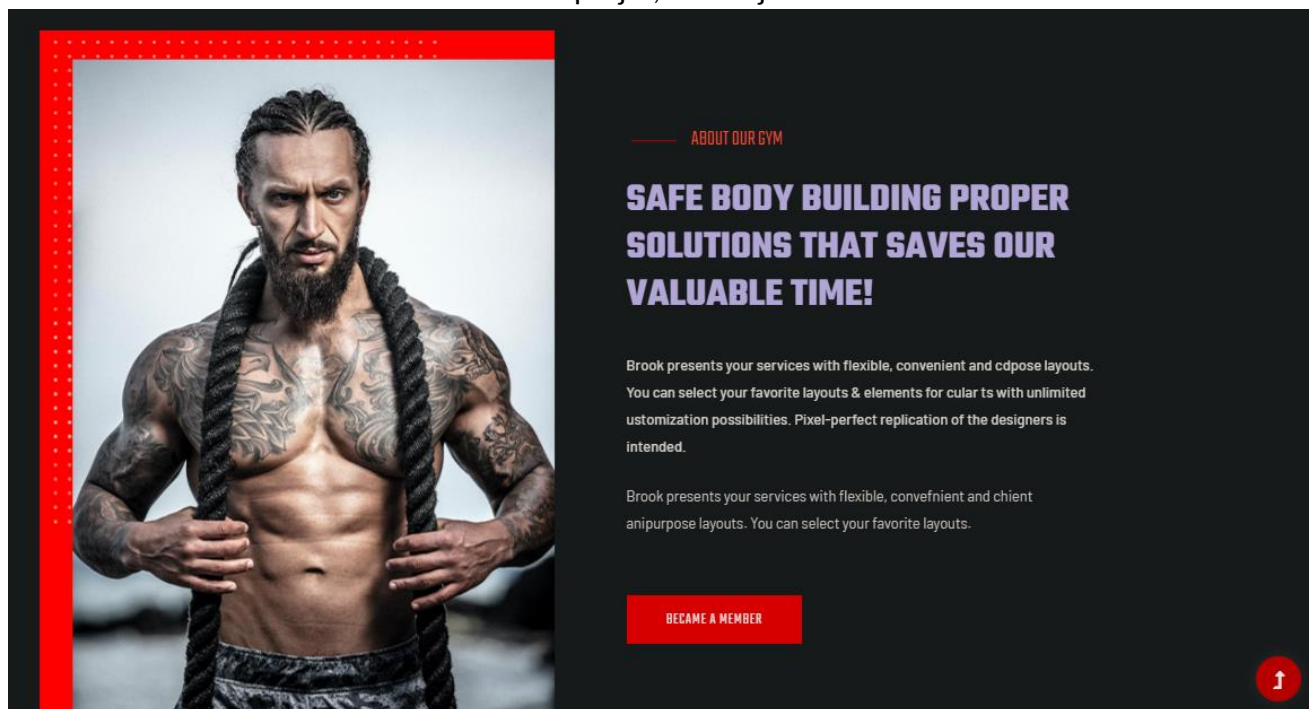 ABOUT OUR GYM
SAFE BODY BUILDING PROPER
SOLUTIONS THAT SAVES OUR
VALUABLE TIME!
Brook presents your services with flexible, convenient and cdpose layouts.
You can select your favorite layouts & elements for cular ts with unlimited
ustomization possibilities. Pixel-perfect replication of the designers is
intended.
Brook presents your services with flexible, convefnient and chient
anipurpose layouts. You can select your favorite layouts.
BECAME A MEMBER